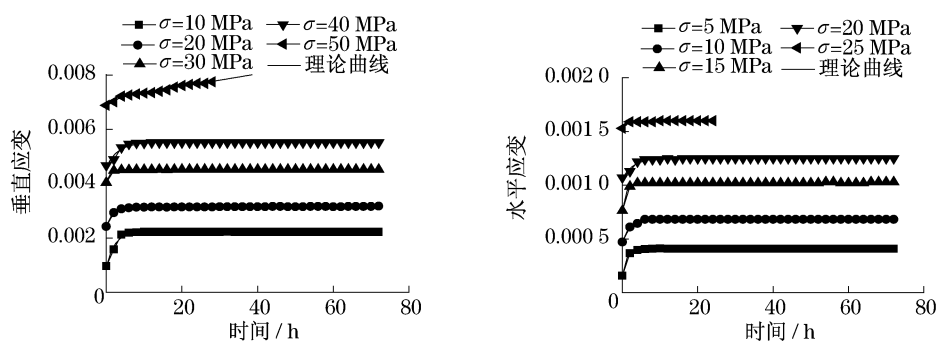 σ=10 MPa σ=40 MPa
σ=20 MPa σ=50 MPa
σ=30 MPa 理论曲线
0.008
0.006
0.004
0.002
0
20 40 60 80
垂直应变
时间 / h
σ=5 MPa σ=20 MPa
σ=10 MPa σ=25 MPa
σ=15 MPa 理论曲线
0.002 0
0.001 5
0.001 0
0.000 5
0
20 40 60 80
水平应变
时间 / h